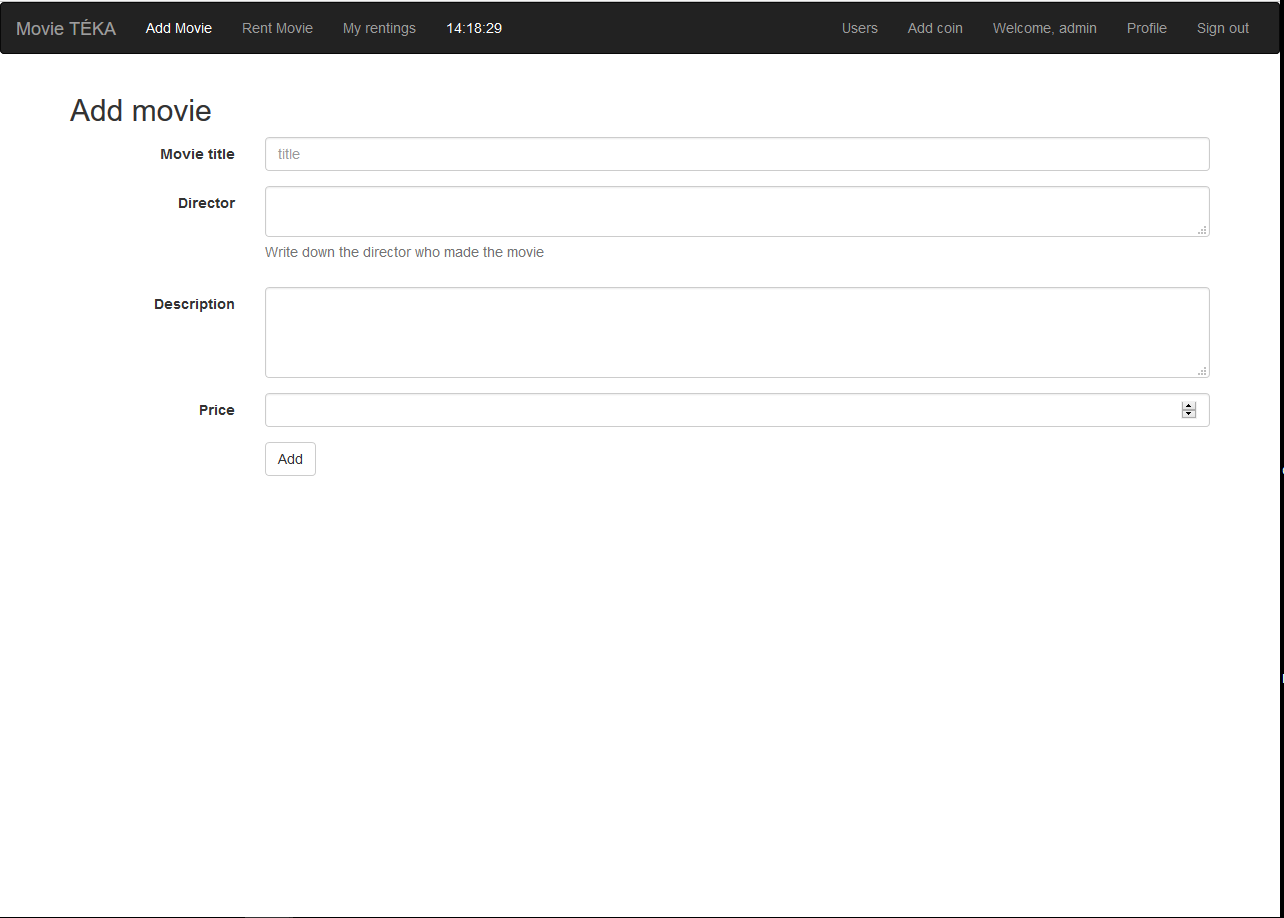 Movie TÉKA Add Movie Rent Movie My rentings 14:18:29 Users Add coin Welcome, admin Profile Sign out
Add movie
Movie title title
Director
Write down the director who made the movie
Description
Price
Add